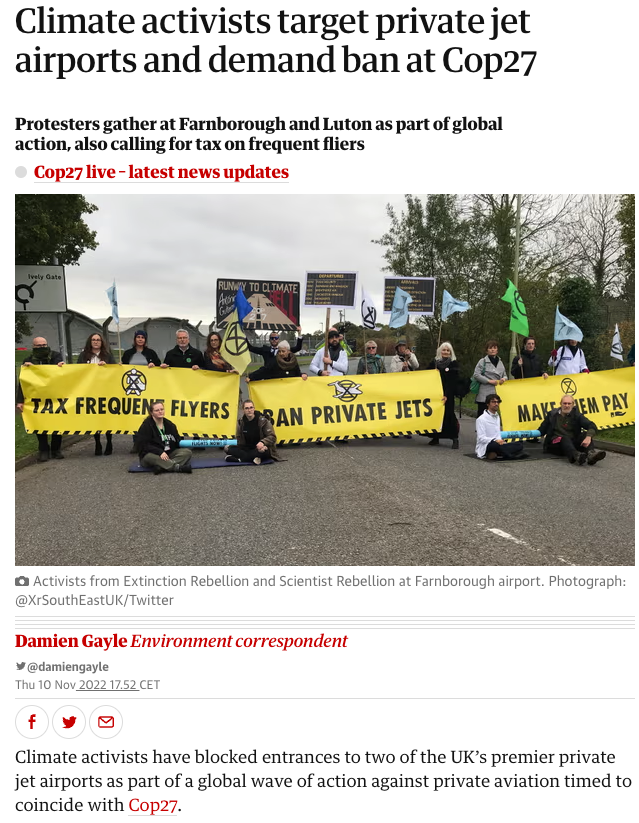 Climate activists target private jet
airports and demand ban at Cop27
Protesters gather at Farnborough and Luton as part of global
action, also calling for tax on frequent fliers
Cop27 live – latest news updates
Ively Gate
RUNWAY TO CLIMATE
DEPARTURES
ARRIVALS
TAX FREQUENT FLYERS
BAN PRIVATE JETS
MAKE THEM PAY
Activists from Extinction Rebellion and Scientist Rebellion at Farnborough airport. Photograph:
@XrSouthEastUK/Twitter
Damien Gayle Environment correspondent
@damiengayle
Thu 10 Nov 2022 17.52 CET
Climate activists have blocked entrances to two of the UK's premier private
jet airports as part of a global wave of action against private aviation timed to
coincide with Cop27.